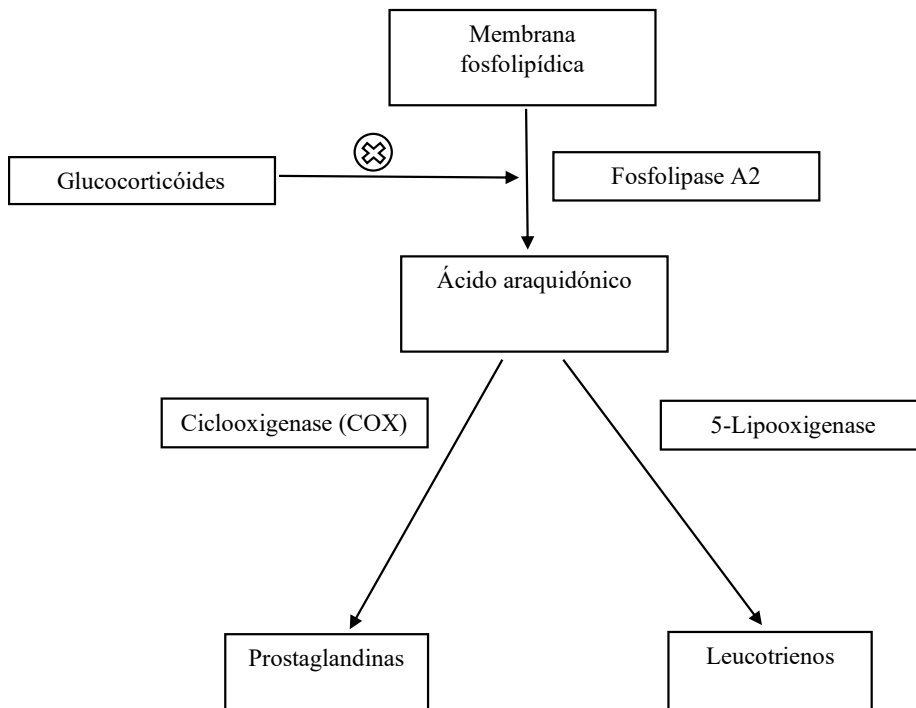 Membrana
fosfolipídica
Glucocorticóides
Fosfolipase A2
Ácido araquidónico
Ciclooxigenase (COX)
5-Lipooxigenase
Prostaglandinas
Leucotrienos